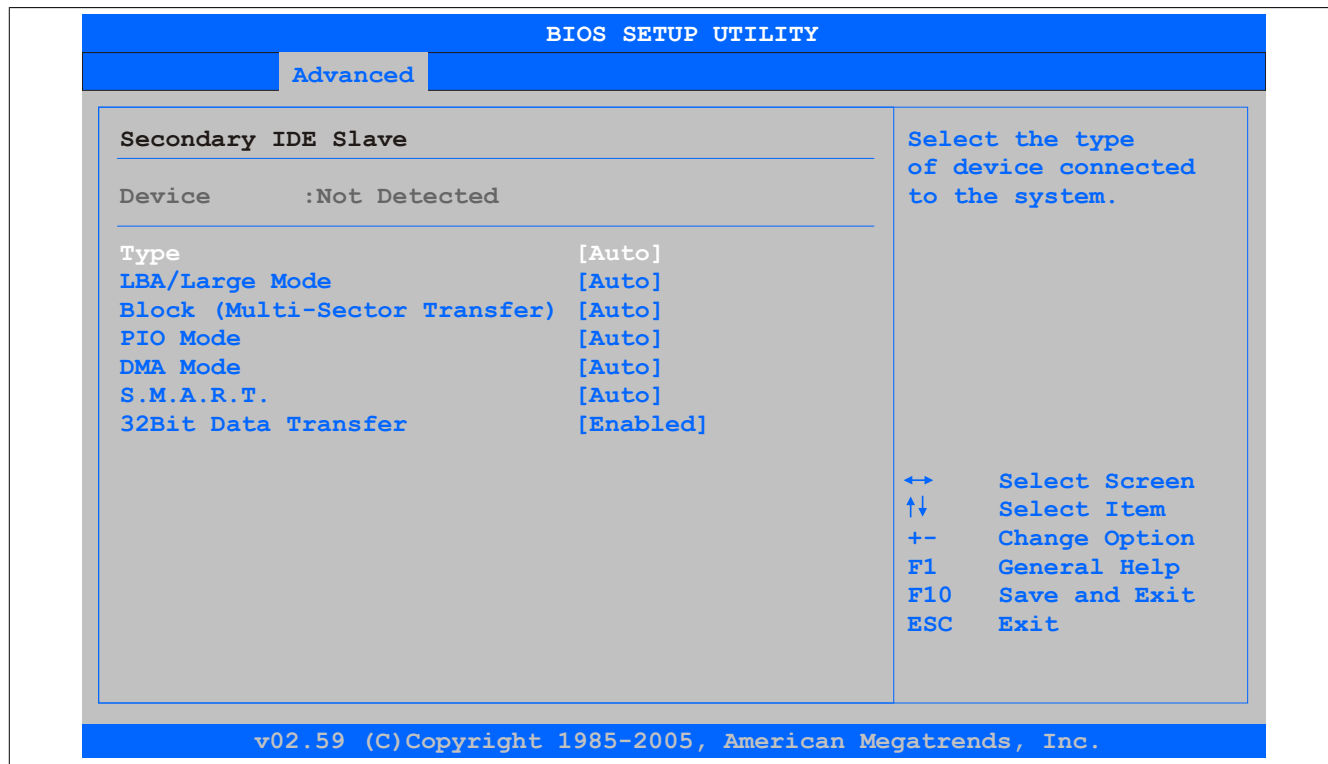 BIOS SETUP UTILITY
Advanced
Secondary IDE Slave
Device :Not Detected
Type [Auto]
LBA/Large Mode [Auto]
Block (Multi-Sector Transfer) [Auto]
PIO Mode [Auto]
DMA Mode [Auto]
S.M.A.R.T. [Auto]
32Bit Data Transfer [Enabled]
Select the type
of device connected
to the system.
↔ Select Screen
↑↓ Select Item
+- Change Option
F1 General Help
F10 Save and Exit
ESC Exit
v02.59 (C)Copyright 1985-2005, American Megatrends, Inc.